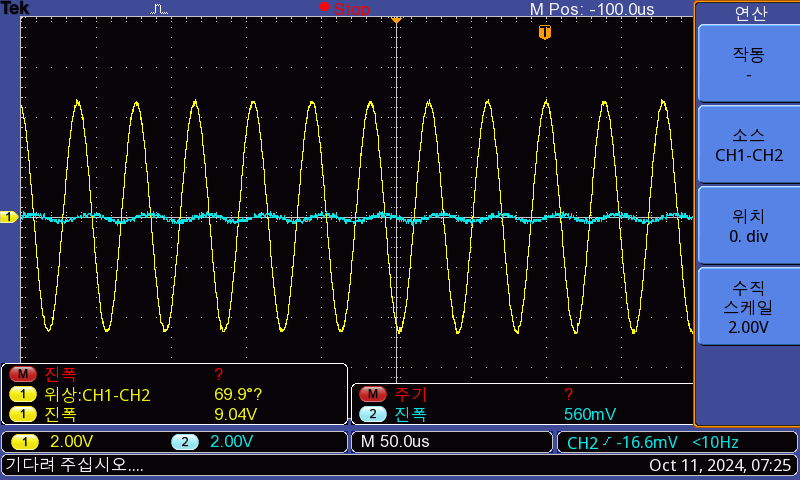 Tek Stop M Pos: -100.0us 연산
T
작동
-
소스
CH1-CH2
위치
0. div
수직
스케일
2.00V
1
M 진폭 ?
1 위상:CH1-CH2 69.9°?
1 진폭 9.04V
M 주기 ?
2 진폭 560mV
1 2.00V 2 2.00V M 50.0us CH2 -16.6mV <10Hz
기다려 주십시오.... Oct 11, 2024, 07:25